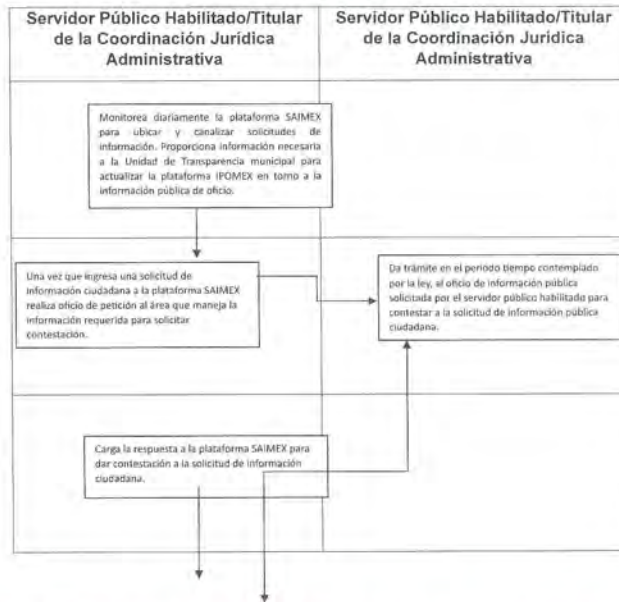 Servidor Público Habilitado/Titular
de la Coordinación Jurídica
Administrativa
Servidor Público Habilitado/Titular
de la Coordinación Juridica
Administrativa
Monitorea diariamente la plataforma SAIMEX
para ubicar y canalizar solicitudes de
información. Proporciona información necesaria
a la Unidad de Transparencia municipal para
actualizar la plataforma IPOMEX en torno a la
información pública de oficio.
Una vez que ingresa una solicitud de
información ciudadana a la plataforma SAIMEX
realiza oficio de petición al área que maneja la
información requerida para solicitar
contestación.
Da trámite en el periodo tiempo contemplado
por la ley, el oficio de información pública
solicitada por el servidor público habilitado para
contestar a la solicitud de información pública
ciudadana.
Carga la respuesta a la plataforma SAIMEX para
dar contestación a la solicitud de información
ciudadana.